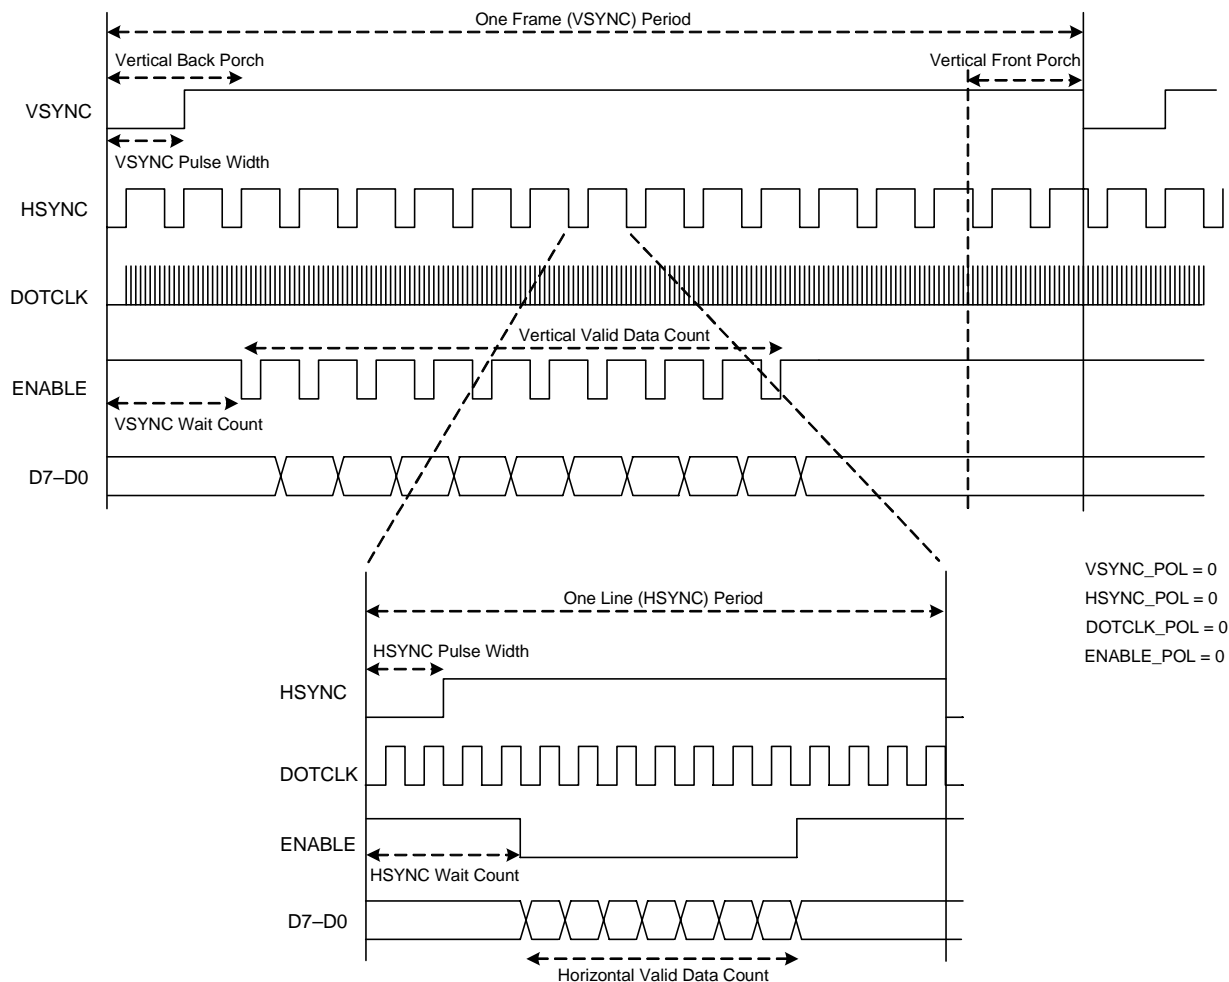 One Frame (VSYNC) Period
Vertical Back Porch
Vertical Front Porch
VSYNC
VSYNC Pulse Width
HSYNC
DOTCLK
Vertical Valid Data Count
ENABLE
VSYNC Wait Count
D7–D0
VSYNC_POL = 0
HSYNC_POL = 0
DOTCLK_POL = 0
ENABLE_POL = 0
One Line (HSYNC) Period
HSYNC Pulse Width
HSYNC
DOTCLK
ENABLE
HSYNC Wait Count
D7–D0
Horizontal Valid Data Count